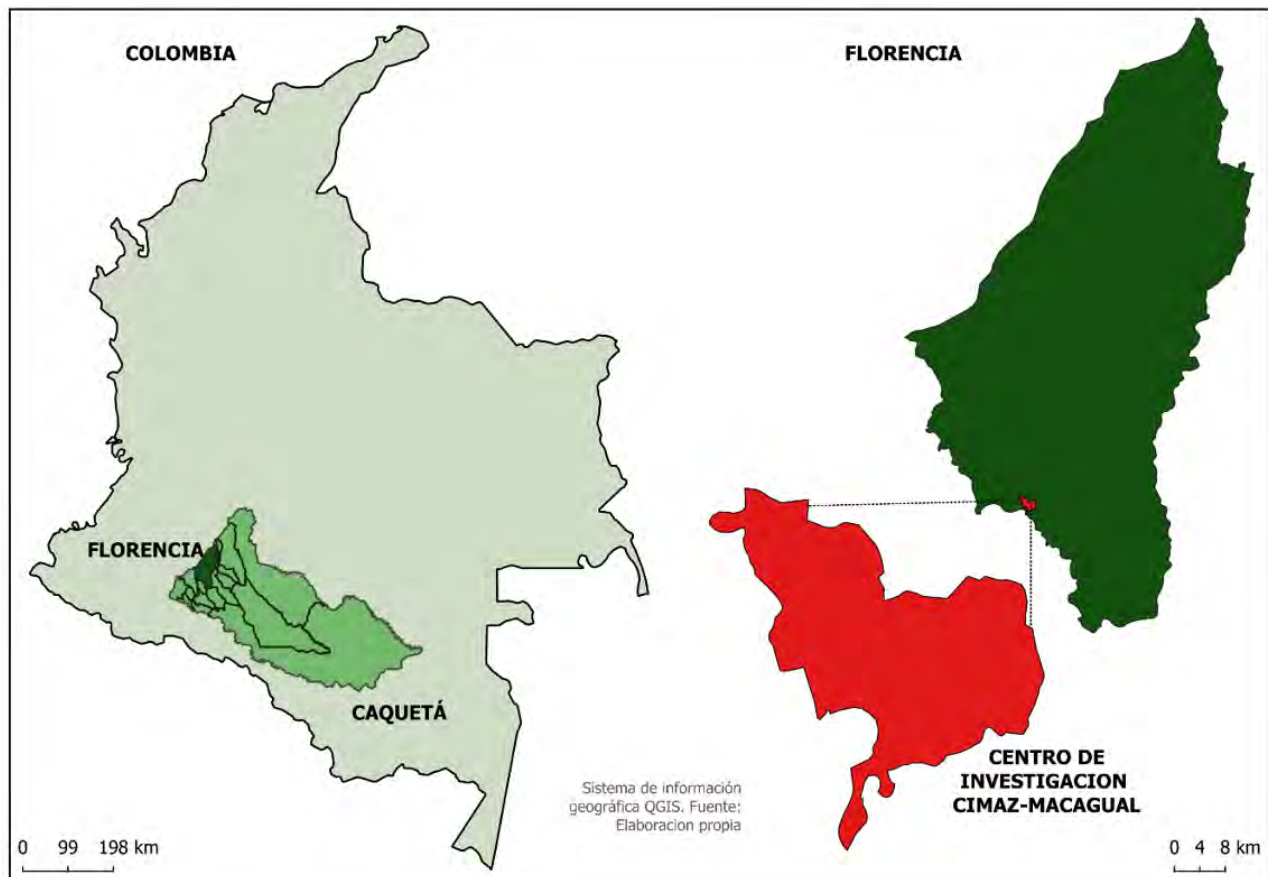 COLOMBIA
FLORENCIA
FLORENCIA
CAQUETÁ
CENTRO DE
INVESTIGACION
CIMAZ-MACAGUAL
Sistema de información
geográfica QGIS. Fuente:
Elaboracion propia
0 99 198 km
0 4 8 km